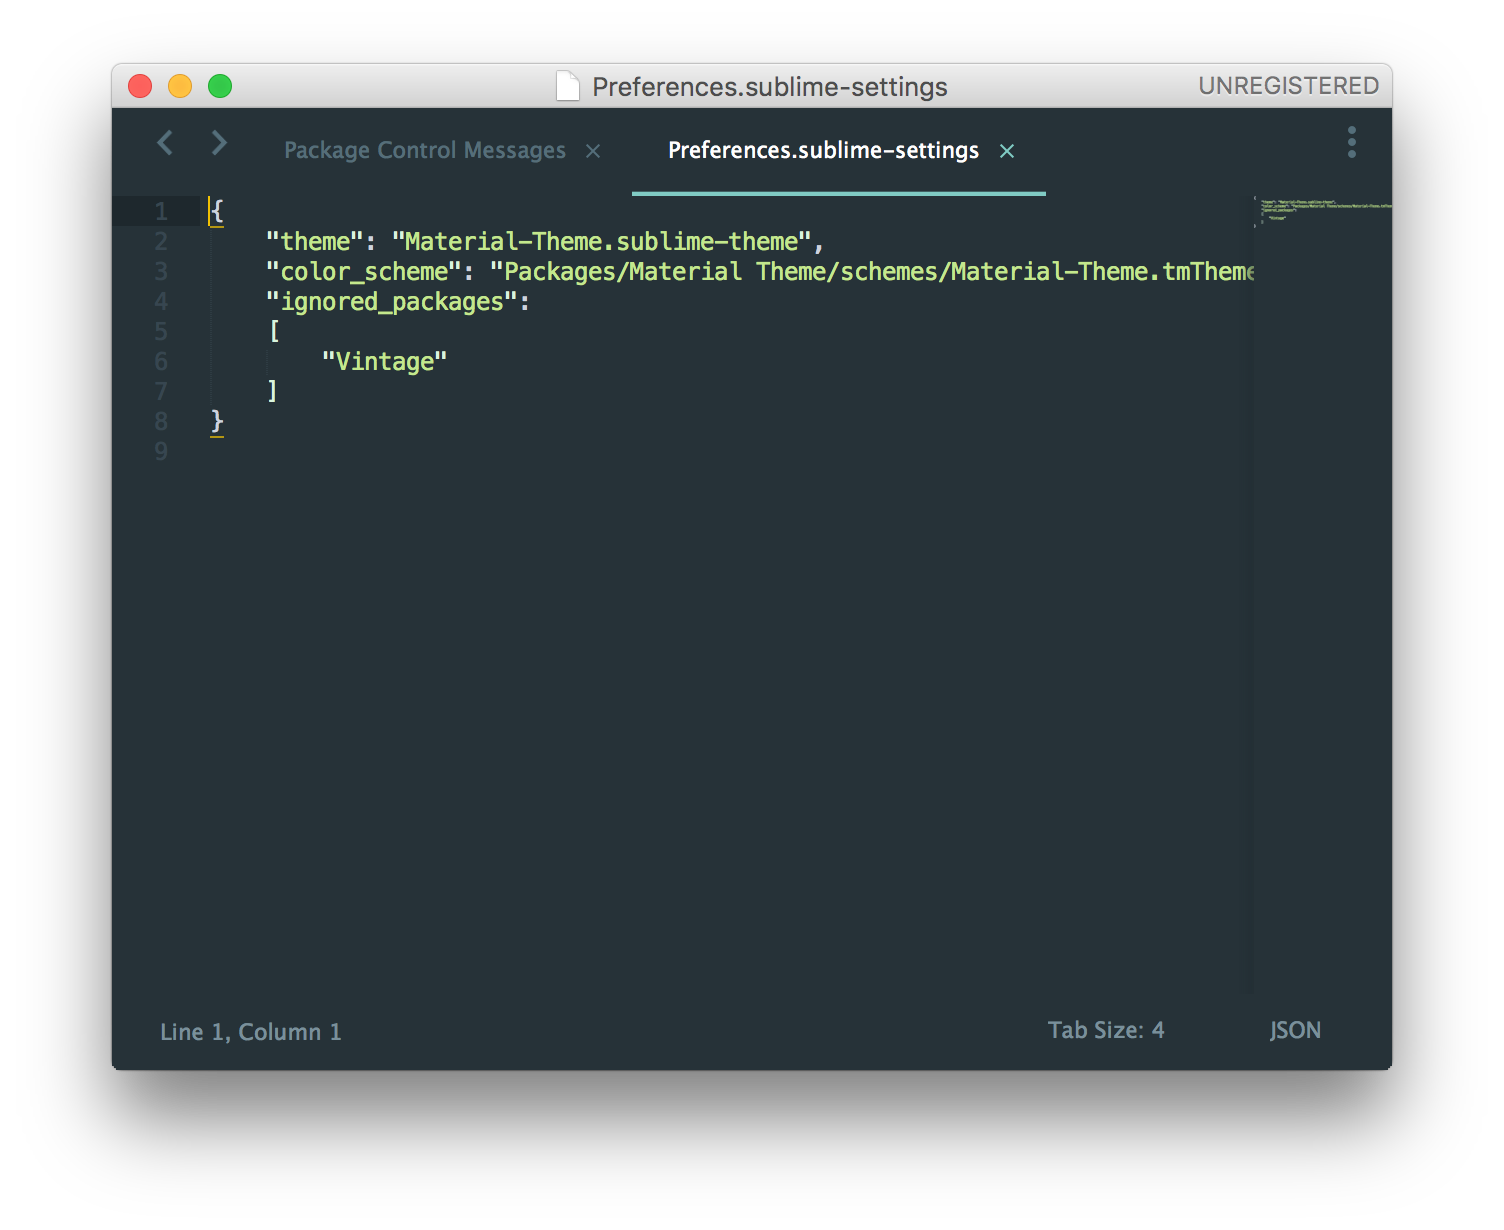 Preferences.sublime-settings
UNREGISTERED
Package Control Messages ×
Preferences.sublime-settings ×
1 {
2 "theme": "Material-Theme.sublime-theme",
3 "color_scheme": "Packages/Material Theme/schemes/Material-Theme.tmTheme
4 "ignored_packages":
5 [
6 "Vintage"
7 ]
8 }
9
Line 1, Column 1
Tab Size: 4
JSON